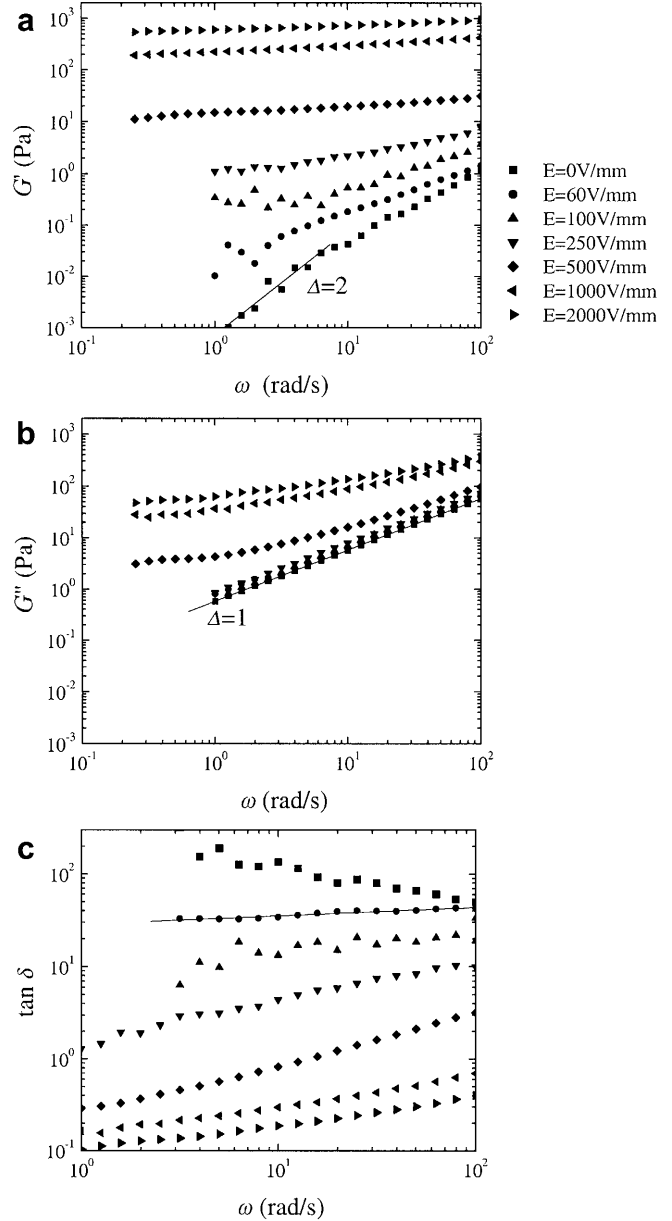 a
10³
10²
10¹
10⁰
10⁻¹
10⁻²
10⁻³
G' (Pa)
Δ=2
10⁻¹ 10⁰ 10¹ 10²
ω (rad/s)
E=0V/mm
E=60V/mm
E=100V/mm
E=250V/mm
E=500V/mm
E=1000V/mm
E=2000V/mm
b
10³
10²
10¹
10⁰
10⁻¹
10⁻²
10⁻³
G'' (Pa)
Δ=1
10⁻¹ 10⁰ 10¹ 10²
ω (rad/s)
c
10²
10¹
10⁰
10⁻¹
tan δ
10⁰ 10¹ 10²
ω (rad/s)